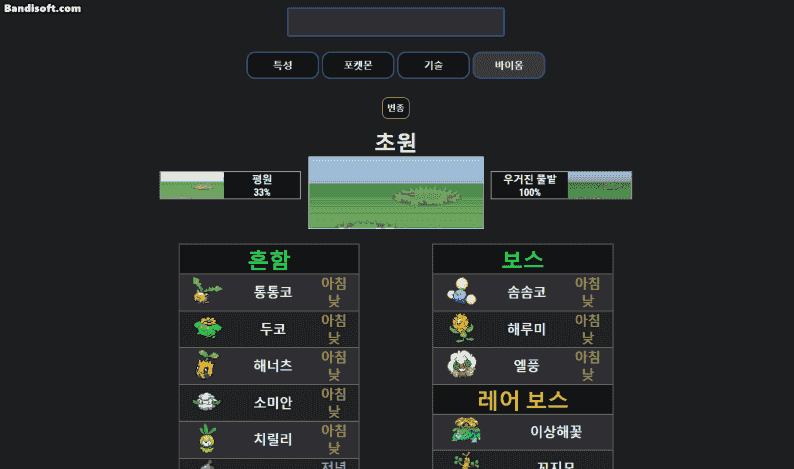 Bandisoft.com
특성
포켓몬
기술
바이옴
변종
초원
평원
33%
우거진 풀밭
100%
흔함
통통코
아침
낮
두코
아침
낮
해너츠
아침
낮
소미안
아침
낮
치릴리
아침
낮
저녁
보스
솜솜코
아침
낮
해루미
아침
낮
엘풍
아침
낮
레어 보스
이상해꽃